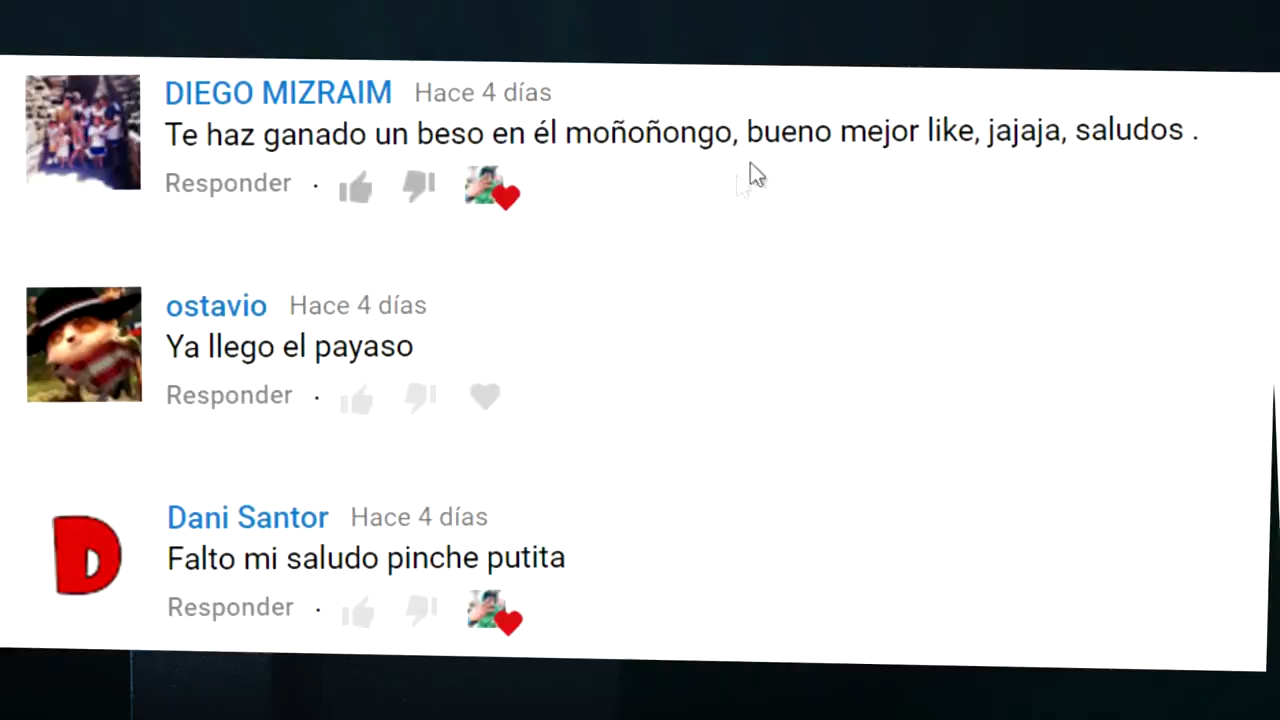 DIEGO MIZRAIM Hace 4 días
Te haz ganado un beso en él moñoñongo, bueno mejor like, jajaja, saludos .
Responder ·
ostavio Hace 4 días
Ya llego el payaso
Responder ·
D
Dani Santor Hace 4 días
Falto mi saludo pinche putita
Responder ·